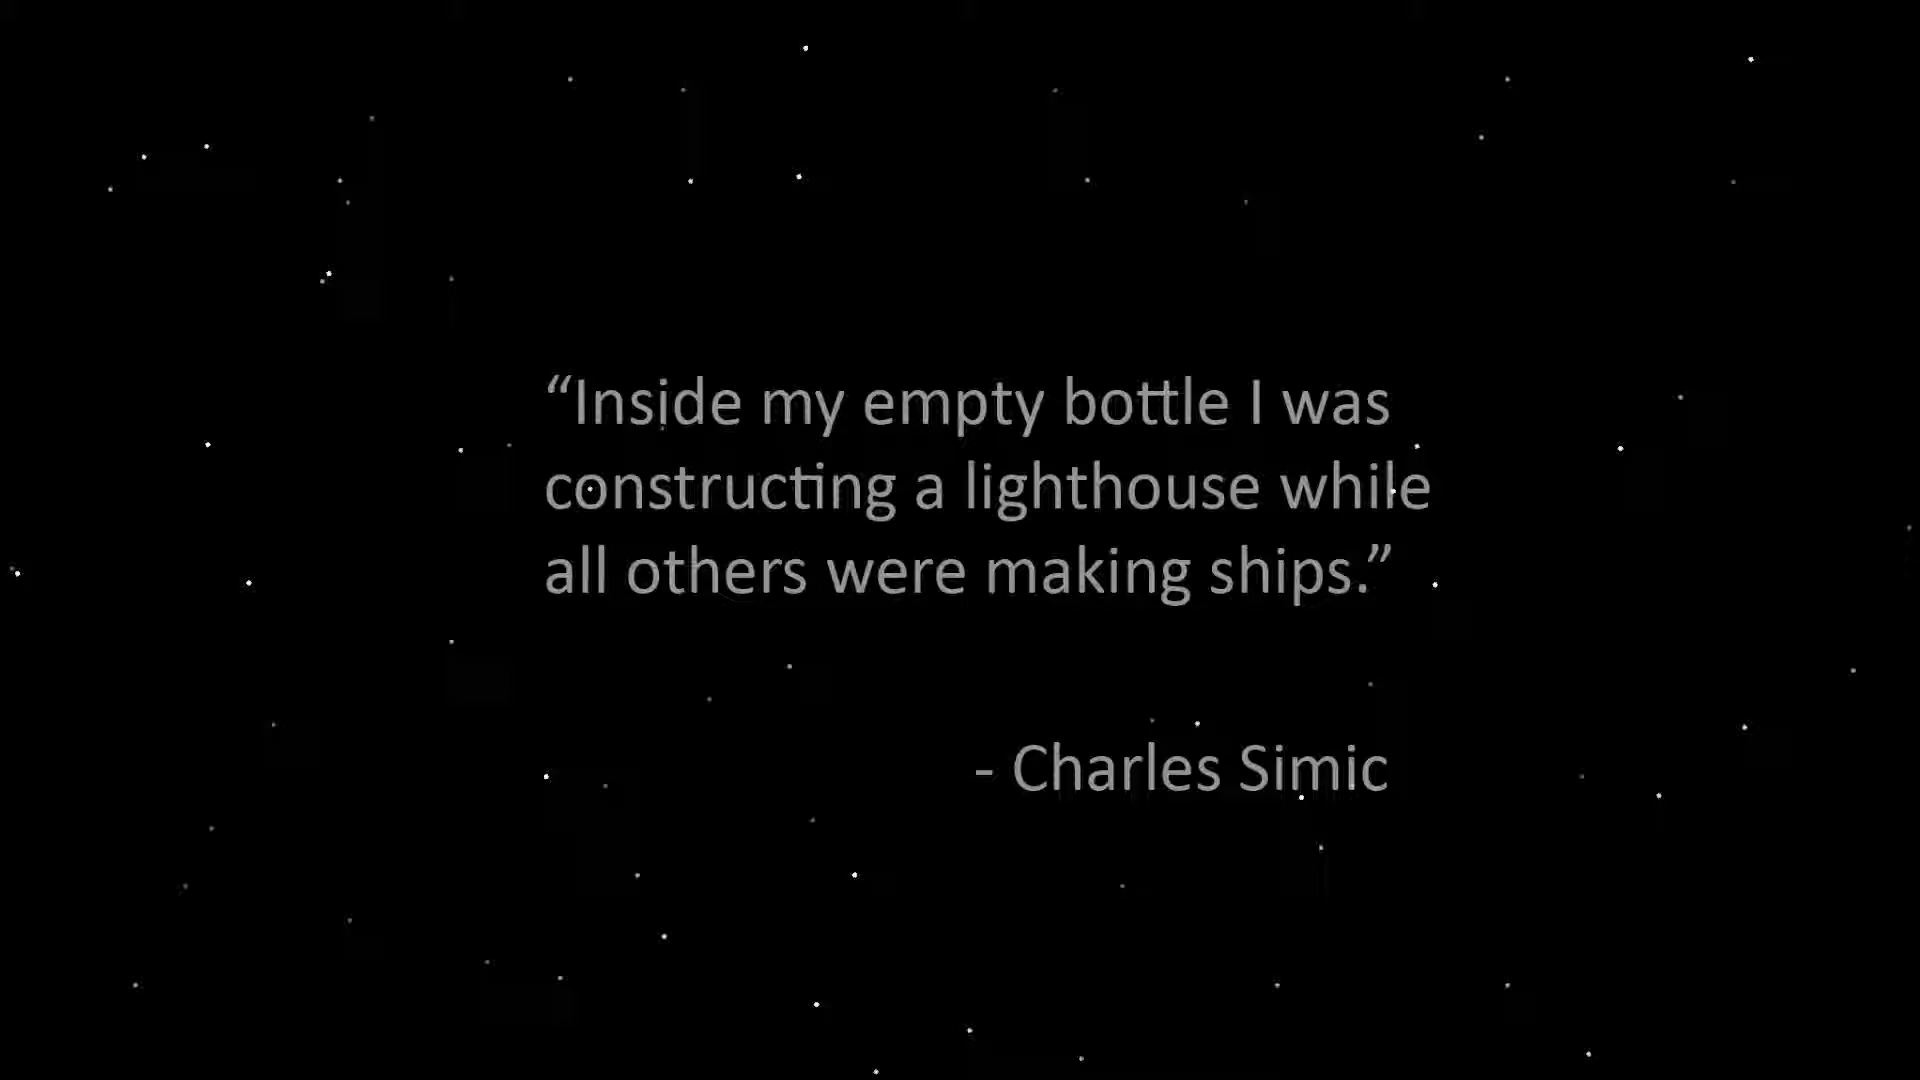 “Inside my empty bottle I was
constructing a lighthouse while
all others were making ships.”
- Charles Simic